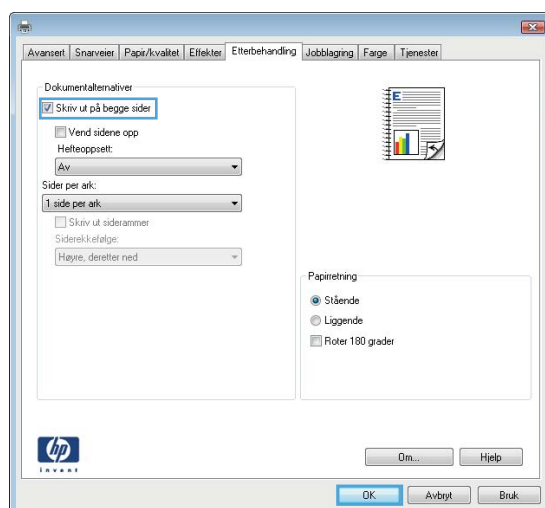 Avansert Snarveier Papir/kvalitet Effekter Etterbehandling Jobblagring Farge Tjenester
Dokumentalternativer
Skriv ut på begge sider
Vend sidene opp
Hefteoppsett:
Av
Sider per ark:
1 side per ark
Skriv ut siderammer
Siderekkefølge:
Høyre, deretter ned
E
Papirretning
Stående
Liggende
Roter 180 grader
hp
invent
Om... Hjelp
OK Avbryt Bruk